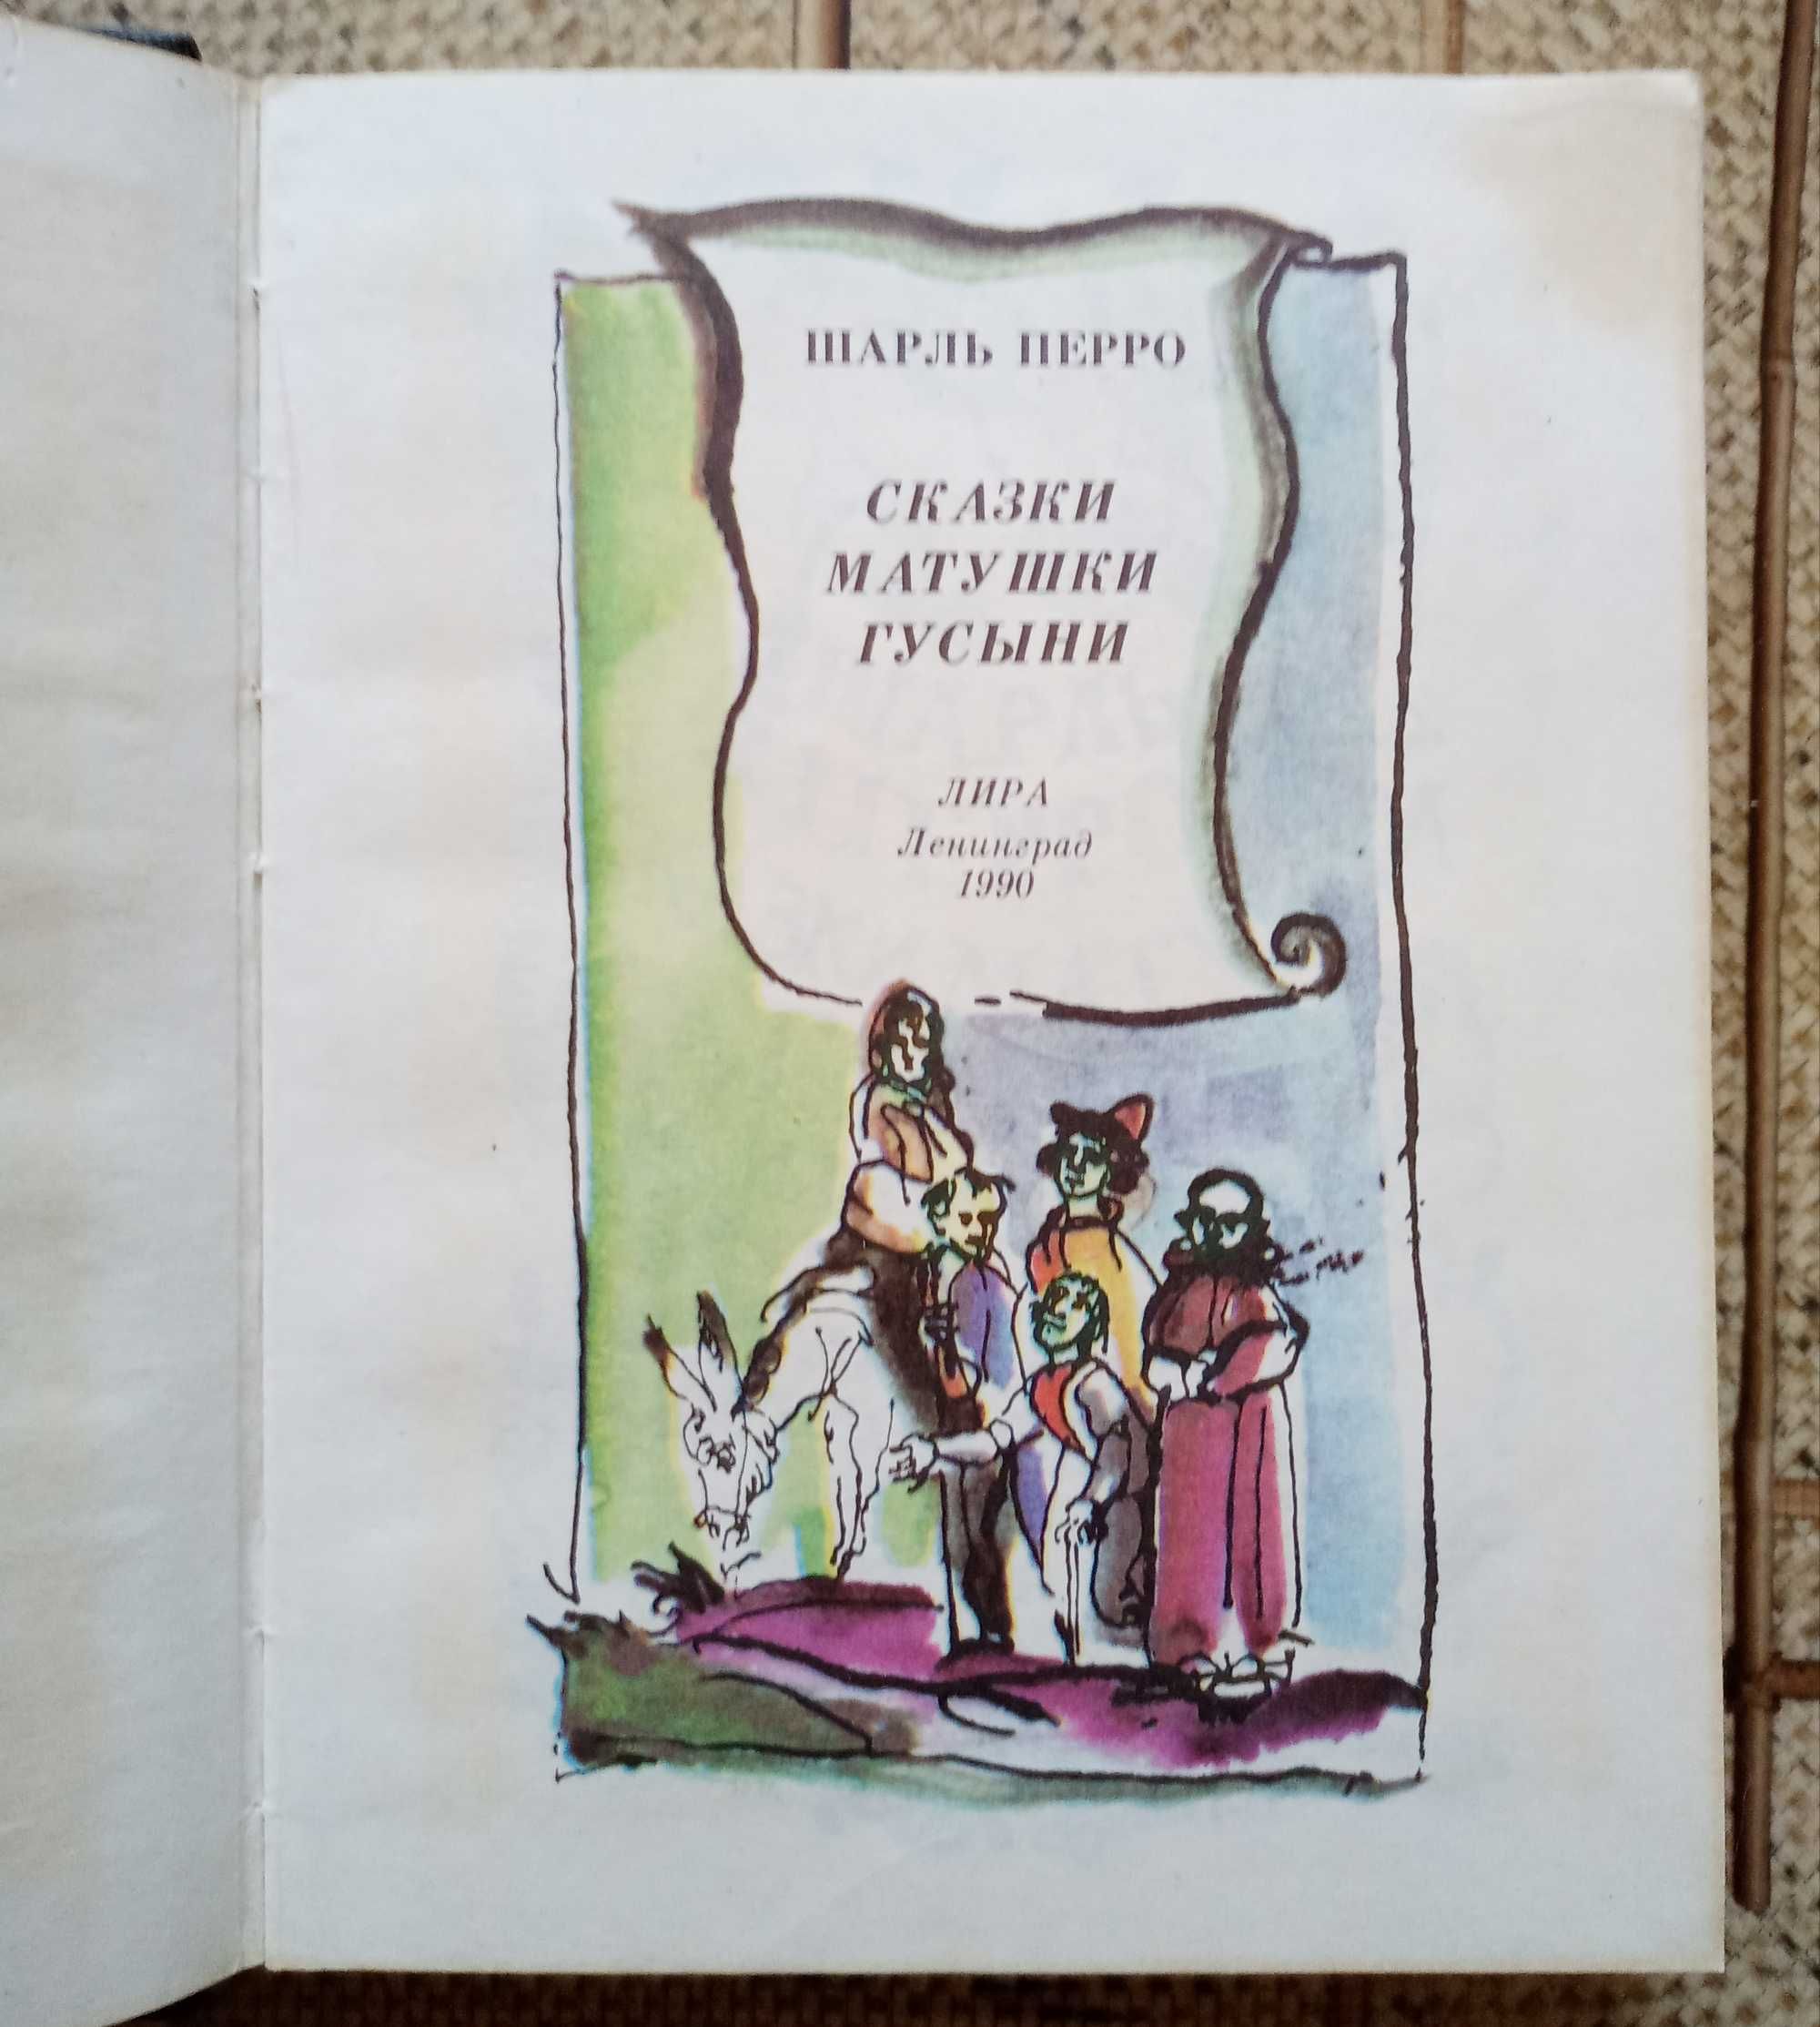 ШАРЛЬ ПЕРРО
СКАЗКИ
МАТУШКИ
ГУСЫНИ
ЛИРА
Ленинград
1990